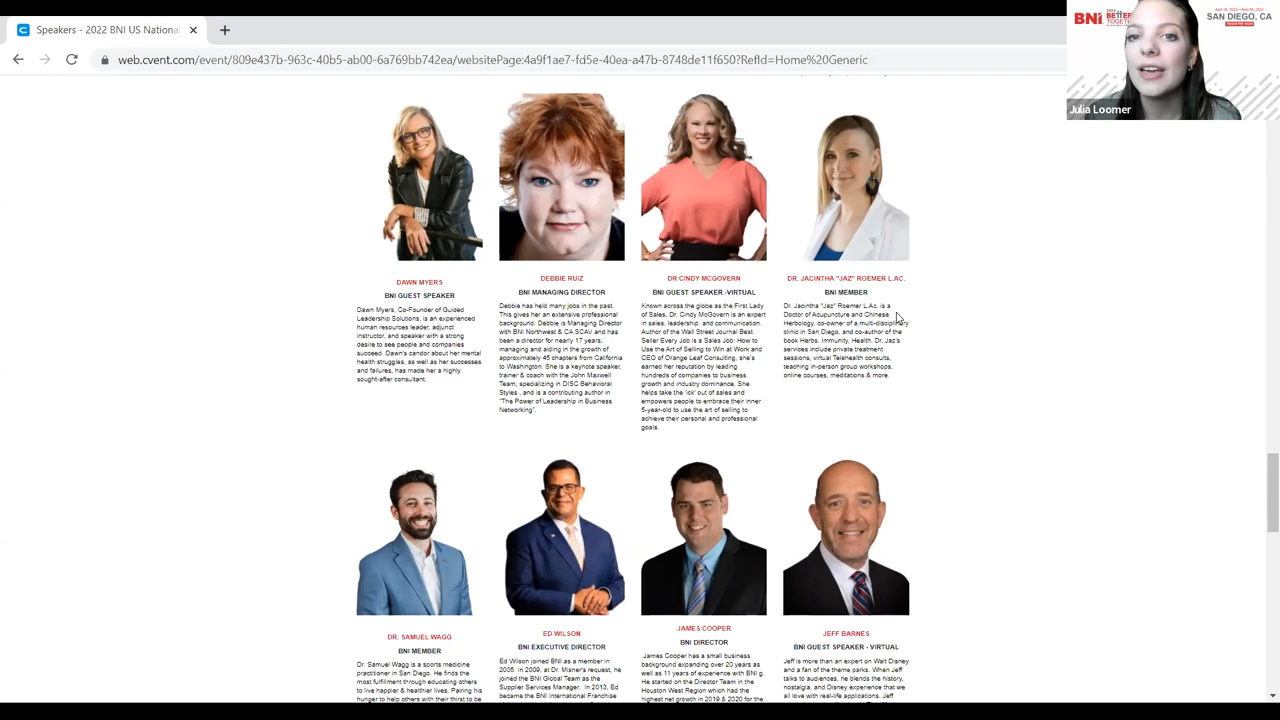 Speakers - 2022 BNI US Nationa
web.cvent.com/event/809e437b-963c-40b5-ab00-6a769bb742ea/websitePage:4a9f1ae7-fd5e-40ea-a47b-8748de11f650?RefId=Home%20Generic
BNI
BETTER
SAN DIEGO, CA
Julia Loomer
DAWN MYERS
BNI GUEST SPEAKER
Dawn Myers, Co-Founder of Guided
Leadership Solutions, is an experienced
human resources leader, adjunct
instructor, and speaker with a strong
desire to see people and companies
succeed. Dawn's candor about her mental
health struggles, as well as her successes
and failures, has made her a highly
sought-after consultant.
DEBBIE RUIZ
BNI MANAGING DIRECTOR
Debbie has held many jobs in the past.
This gives her an extensive professional
background. Debbie is Managing Director
with BNI Northwest & CA SCAV and has
been a director for nearly 17 years,
managing and aiding in the growth of
approximately 45 chapters from California
to Washington. She is a keynote speaker,
trainer & coach with the John Maxwell
Team, specializing in DISC Behavioral
Styles , and is a contributing author in
"The Power of Leadership in Business
Networking".
DR CINDY MCGOVERN
BNI GUEST SPEAKER -VIRTUAL
Known across the globe as the First Lady
of Sales, Dr. Cindy McGovern is an expert
in sales, leadership, and communication.
Author of the Wall Street Journal Best
Seller Every Job is a Sales Job: How to
Use the Art of Selling to Win at Work and
CEO of Orange Leaf Consulting, she's
earned her reputation by leading
hundreds of companies to business
growth and industry dominance. She
helps take the 'ick' out of sales and
empowers people to embrace their inner
5-year-old to use the art of selling to
achieve their personal and professional
goals.
DR. JACINTHA "JAZ" ROEMER L.AC.
BNI MEMBER
Dr. Jacintha "Jaz" Roemer L.Ac. is a
Doctor of Acupuncture and Chinese
Herbology, co-owner of a multi-disciplinary
clinic in San Diego, and co-author of the
book Herbs, Immunity, Health. Dr. Jaz's
services include private treatment
sessions, virtual Telehealth consults,
teaching in-person group workshops,
online courses, meditations & more.
DR. SAMUEL WAGG
BNI MEMBER
Dr. Samuel Wagg is a sports medicine
practitioner in San Diego. He finds the
most fulfillment through educating others
to live happier & healthier lives. Pairing his
hunger to help others with their thirst to be
ED WILSON
BNI EXECUTIVE DIRECTOR
Ed Wilson joined BNI as a member in
2005. In 2009, at Dr. Misner's request, he
joined the BNI Global Team as the
Supplier Services Manager. In 2013, Ed
became the BNI International Franchise
JAMES COOPER
BNI DIRECTOR
James Cooper has a small business
background expanding over 20 years as
well as 11 years of experience with BNI g.
He started on the Director Team in the
Houston West Region which had the
highest net growth in 2019 & 2020 for the
JEFF BARNES
BNI GUEST SPEAKER - VIRTUAL
Jeff is more than an expert on Walt Disney
and a fan of the theme parks. When Jeff
talks to audiences, he blends the history,
nostalgia, and Disney experience that we
all love with real-life applications. Jeff